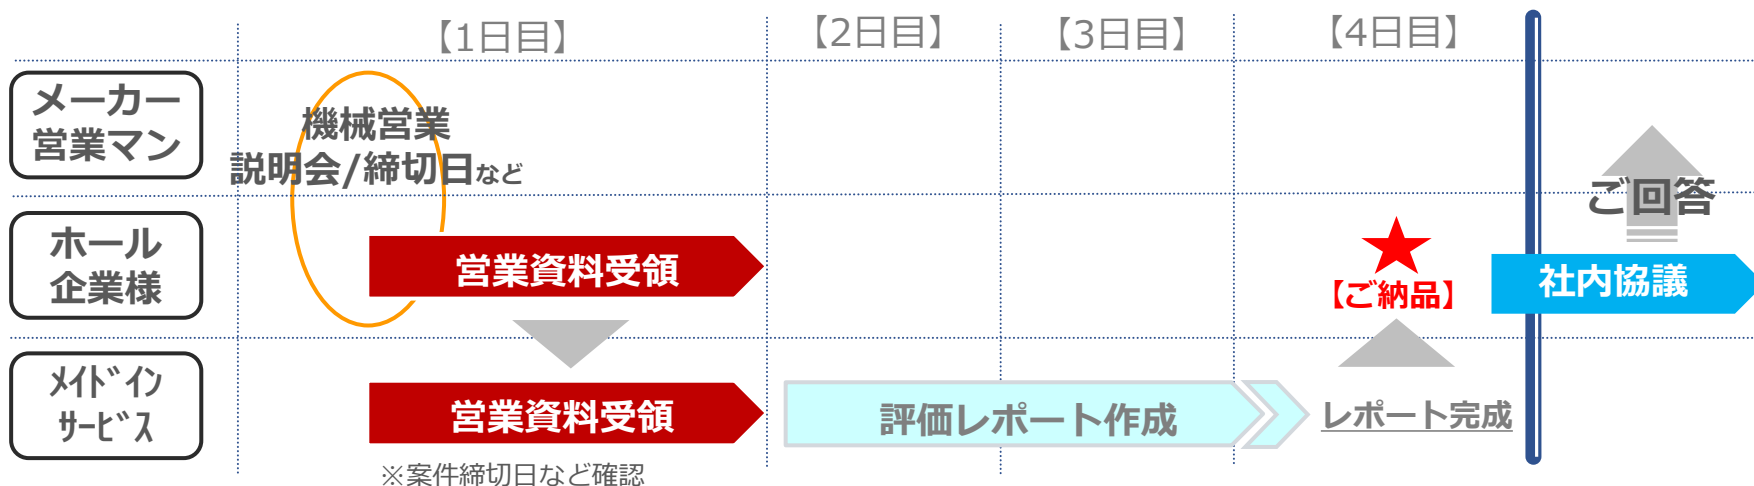 【1日目】
【2日目】
【3日目】
【4日目】
メーカー
営業マン
機械営業
説明会/締切日など
ご回答
ホール
企業様
営業資料受領
【ご納品】
社内協議
ﾒｲﾄﾞｲﾝ
ｻｰﾋﾞｽ
営業資料受領
評価レポート作成
レポート完成
※案件締切日など確認